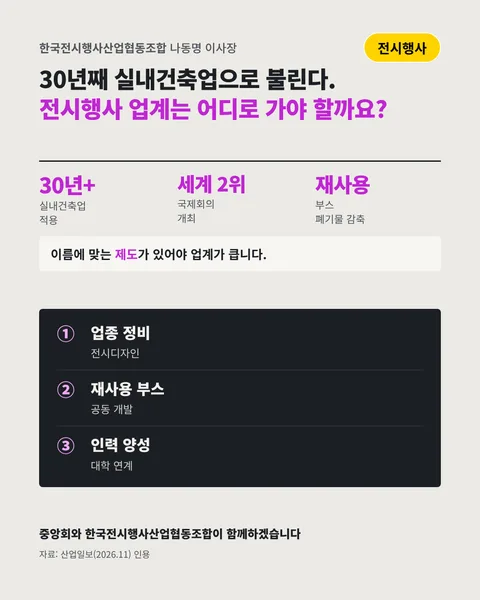 한국전시행사산업협동조합 나동명 이사장
전시행사
30년째 실내건축업으로 불린다.
전시행사 업계는 어디로 가야 할까요?
30년+
실내건축업
적용
세계 2위
국제회의
개최
재사용
부스
폐기물 감축
이름에 맞는 제도가 있어야 업계가 큽니다.
1 업종 정비
전시디자인
2 재사용 부스
공동 개발
3 인력 양성
대학 연계
중앙회와 한국전시행사산업협동조합이 함께하겠습니다
자료: 산업일보(2026.11) 인용